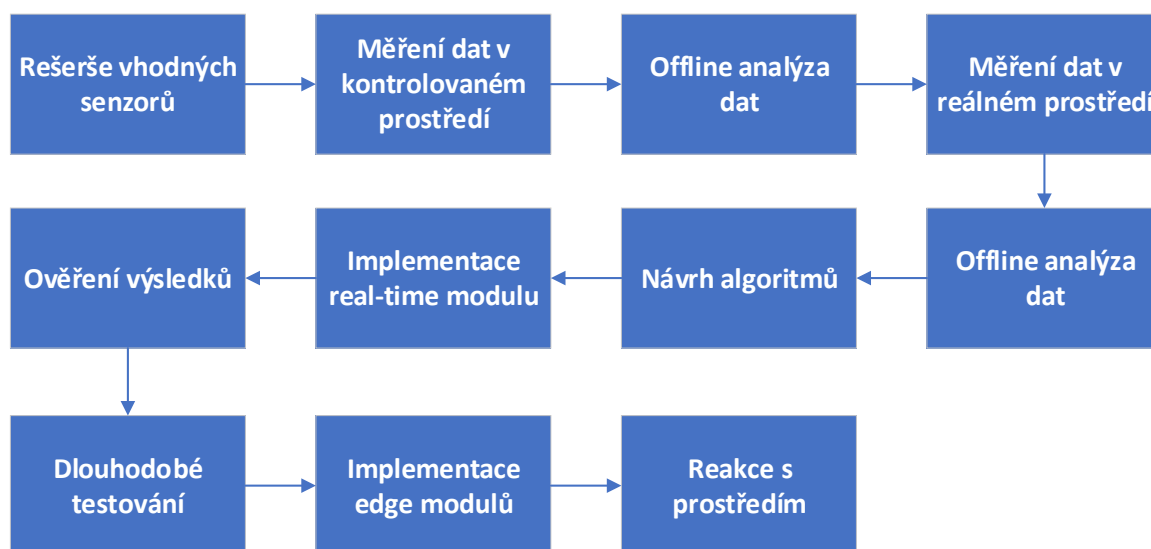 Rešerše vhodných
senzorů
Měření dat v
kontrolovaném
prostředí
Offline analýza
dat
Měření dat v
reálném prostředí
Offline analýza
dat
Návrh algoritmů
Implementace
real-time modulu
Ověření výsledků
Dlouhodobé
testování
Implementace
edge modulů
Reakce s
prostředím